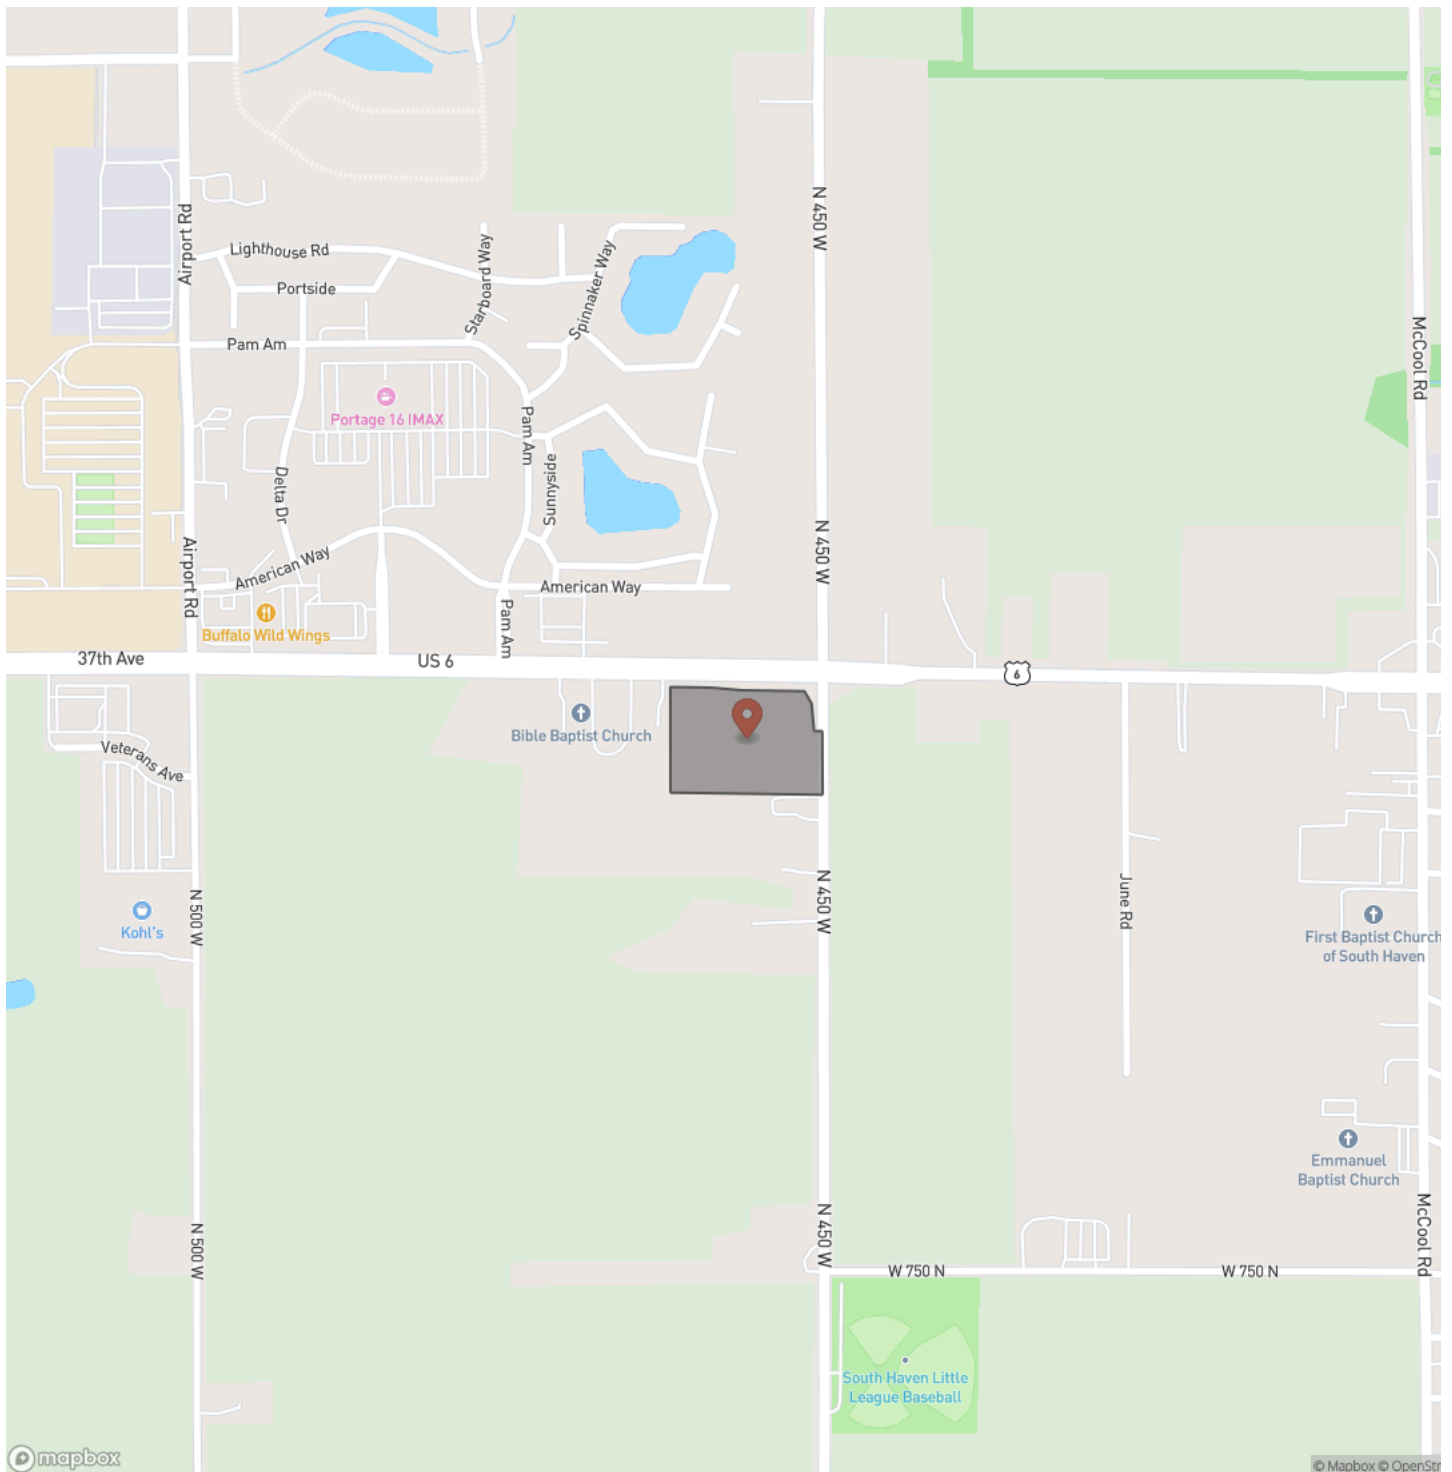 N 450 W
Airport Rd
Lighthouse Rd
Starboard Way
Spinnaker Way
Portside
Pam Am
McCool Rd
Portage 16 IMAX
Pam Am
Sunnyside
Delta Dr
N 450 W
Airport Rd
American Way
American Way
Buffalo Wild Wings
Pam Am
37th Ave
US 6
6
Bible Baptist Church
Veterans Ave
N 500 W
Kohl's
N 450 W
June Rd
First Baptist Church
of South Haven
Emmanuel
Baptist Church
N 500 W
N 450 W
McCool Rd
W 750 N
W 750 N
South Haven Little
League Baseball
mapbox
© Mapbox © OpenStr